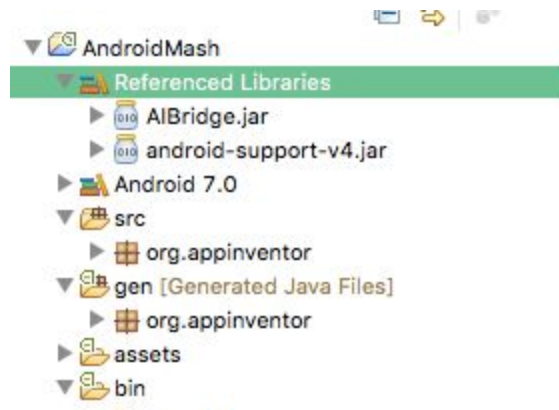 AndroidMash
Referenced Libraries
AIBridge.jar
android-support-v4.jar
Android 7.0
src
org.appinventor
gen [Generated Java Files]
org.appinventor
assets
bin